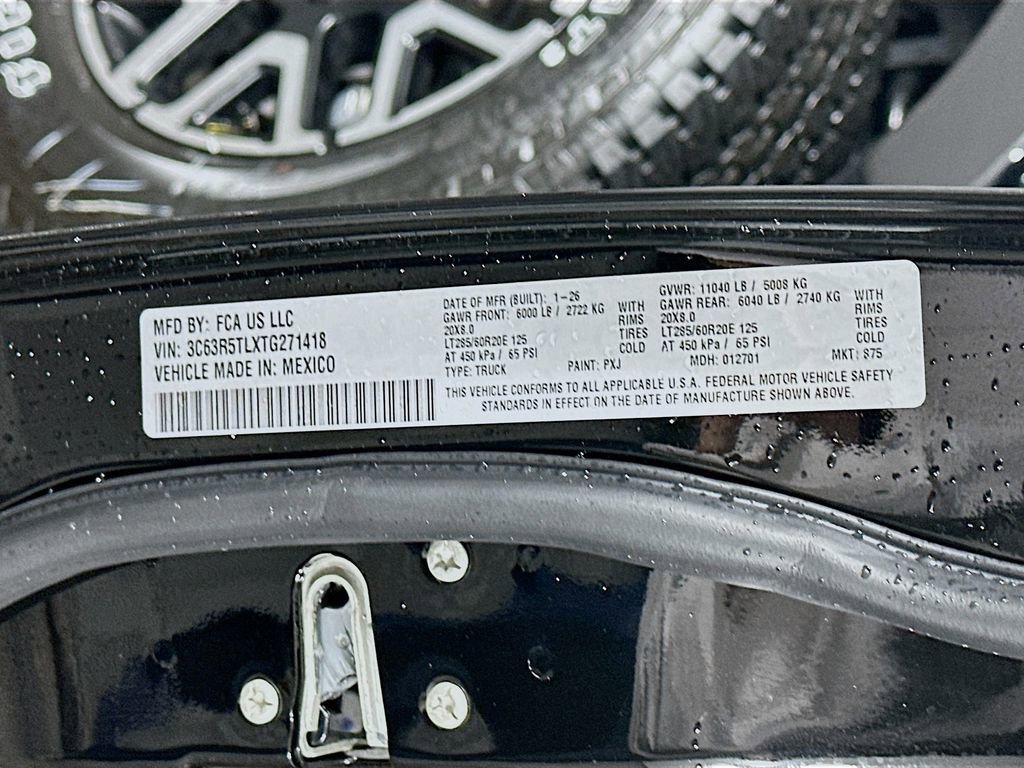 MFD BY: FCA US LLC
VIN: 3C63R5TLXTG271418
VEHICLE MADE IN: MEXICO
DATE OF MFR (BUILT): 1-26
GAWR FRONT: 6000 LB / 2722 KG
20X8.0
LT285/60R20E 125
AT 450 kPa / 65 PSI
TYPE: TRUCK
WITH
RIMS
TIRES
COLD
PAINT: PXJ
GVWR: 11040 LB / 5008 KG
GAWR REAR: 6040 LB / 2740 KG
20X8.0
LT285/60R20E 125
AT 450 kPa / 65 PSI
MDH: 012701
WITH
RIMS
TIRES
COLD
MKT: 875
THIS VEHICLE CONFORMS TO ALL APPLICABLE U.S.A. FEDERAL MOTOR VEHICLE SAFETY
STANDARDS IN EFFECT ON THE DATE OF MANUFACTURE SHOWN ABOVE.